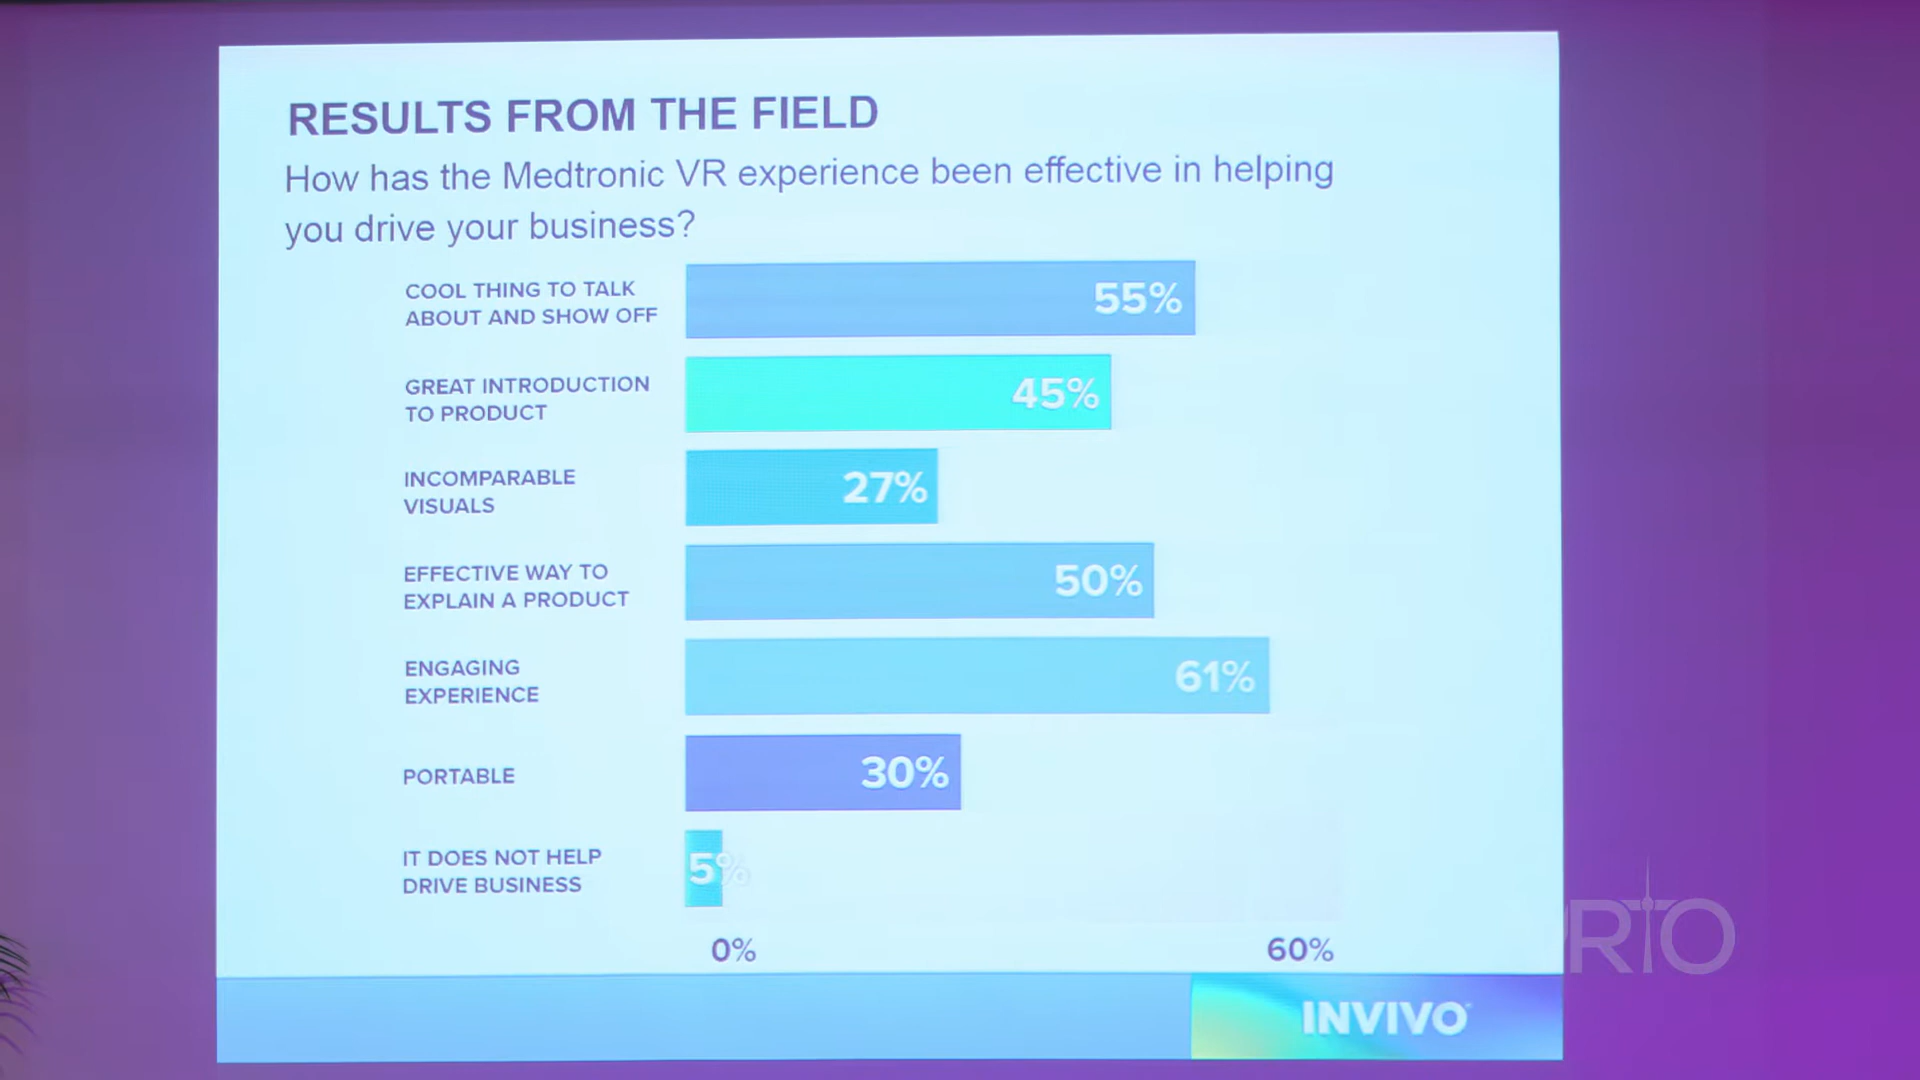 RESULTS FROM THE FIELD
How has the Medtronic VR experience been effective in helping
you drive your business?
COOL THING TO TALK
ABOUT AND SHOW OFF
55%
GREAT INTRODUCTION
TO PRODUCT
45%
INCOMPARABLE
VISUALS
27%
EFFECTIVE WAY TO
EXPLAIN A PRODUCT
50%
ENGAGING
EXPERIENCE
61%
PORTABLE
30%
IT DOES NOT HELP
DRIVE BUSINESS
5%
0% 60%
INVIVO